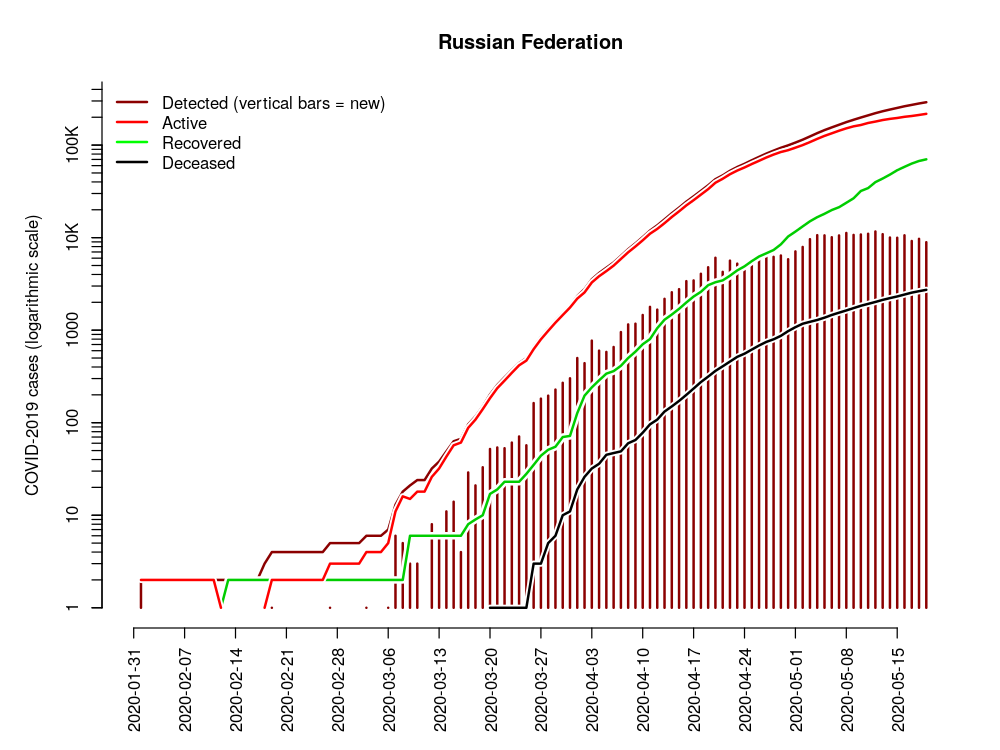 Russian Federation
Detected (vertical bars = new)
Active
Recovered
Deceased
COVID-2019 cases (logarithmic scale)
100K
10K
1000
100
10
1
2020-01-31
2020-02-07
2020-02-14
2020-02-21
2020-02-28
2020-03-06
2020-03-13
2020-03-20
2020-03-27
2020-04-03
2020-04-10
2020-04-17
2020-04-24
2020-05-01
2020-05-08
2020-05-15